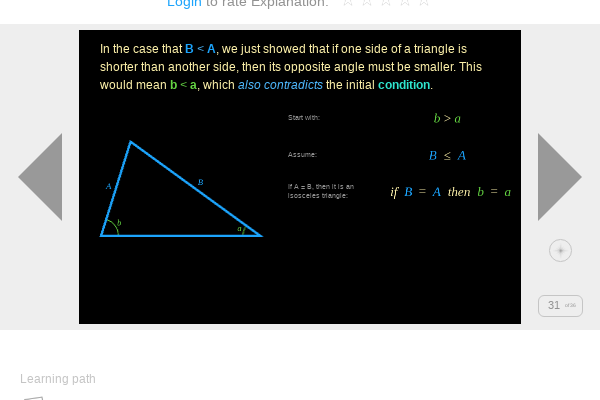 Login to rate Explanation:
In the case that B < A, we just showed that if one side of a triangle is
shorter than another side, then its opposite angle must be smaller. This
would mean b < a, which also contradicts the initial condition.
Start with:
b > a
Assume:
B ≤ A
If A = B, then it is an
isosceles triangle:
if B = A then b = a
A
B
b
a
31 of 36
Learning path